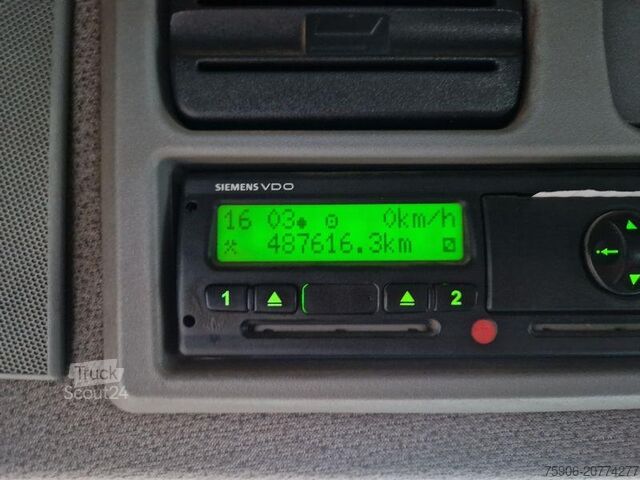 SIEMENS VDO
16 03 0km/h
487616.3km
1 2
Truck
Scout24
75906-20774277